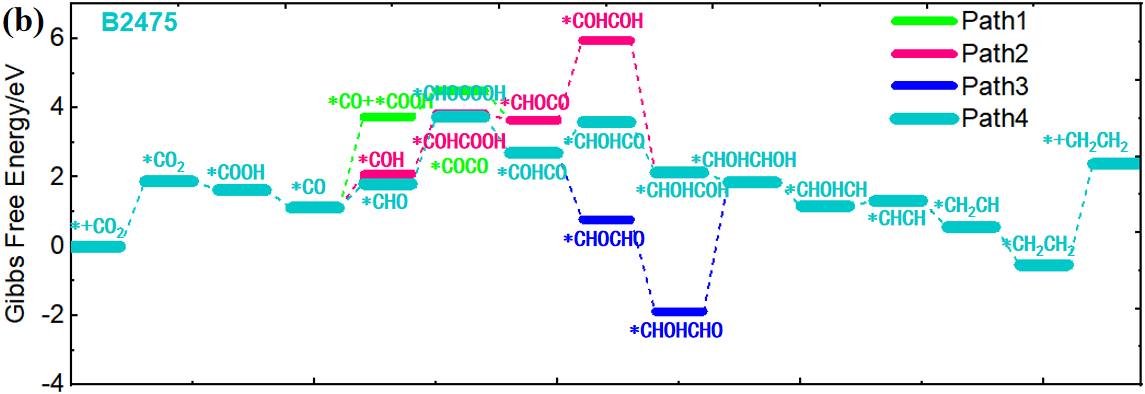 (b)
B2475
Gibbs Free Energy/eV
6
4
2
0
-2
-4
Path1
Path2
Path3
Path4
*+CO₂
*CO₂
*COOH
*CO
*CO+*COOH
*COH
*CHO
*COHCOOH
*COCO
*CHOCO
*COHCO
*COHCOH
*CHOHCO
*CHOCHO
*CHOHCOH
*CHOHCHO
*CHOHCHOH
*CHOHCH
*CHCH
*CH₂CH
*CH₂CH₂
*+CH₂CH₂